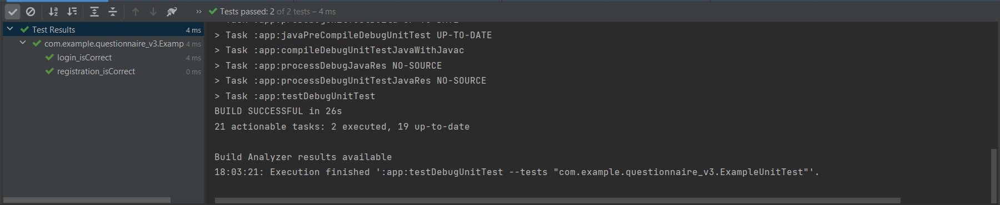 Tests passed: 2 of 2 tests – 4 ms
Test Results 4 ms
com.example.questionnaire_v3.Examp 4 ms
login_isCorrect 4 ms
registration_isCorrect 0 ms
> Task :app:javaPreCompileDebugUnitTest UP-TO-DATE
> Task :app:compileDebugUnitTestJavaWithJavac
> Task :app:processDebugJavaRes NO-SOURCE
> Task :app:processDebugUnitTestJavaRes NO-SOURCE
> Task :app:testDebugUnitTest
BUILD SUCCESSFUL in 26s
21 actionable tasks: 2 executed, 19 up-to-date
Build Analyzer results available
18:03:21: Execution finished ':app:testDebugUnitTest --tests "com.example.questionnaire_v3.ExampleUnitTest"'.